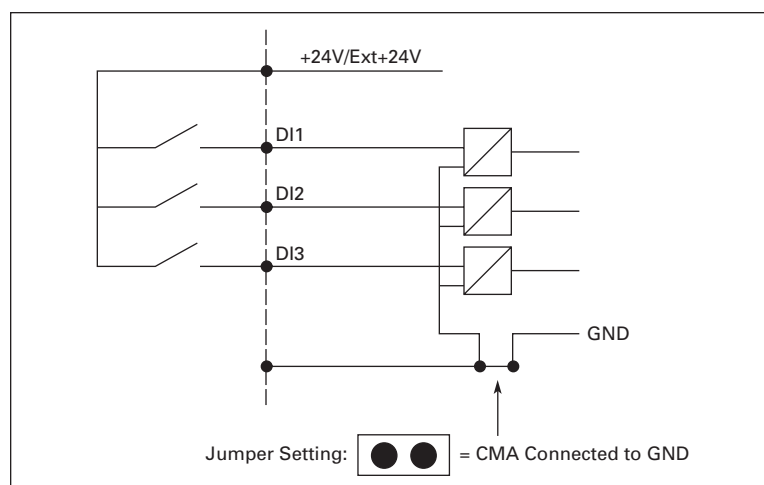 +24V/Ext+24V
DI1
DI2
DI3
GND
Jumper Setting: = CMA Connected to GND